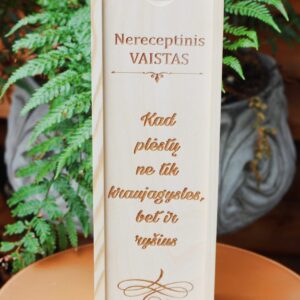 Nereceptinis
VAISTAS
Kad
plėstų
ne tik
kraujagysles,
bet ir
ryšius